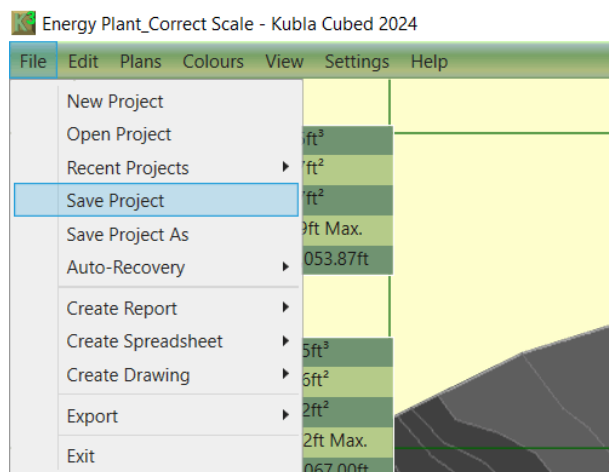 Energy Plant_Correct Scale - Kubla Cubed 2024
File Edit Plans Colours View Settings Help
New Project
Open Project
Recent Projects
Save Project
Save Project As
Auto-Recovery
Create Report
Create Spreadsheet
Create Drawing
Export
Exit
ft³
ft²
ft²
9ft Max.
053.87ft
5ft³
6ft²
2ft²
2ft Max.
067.00ft